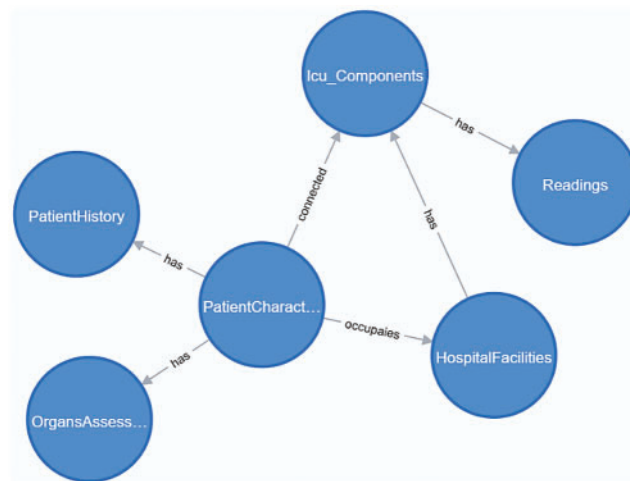 Icu_Components
has
Readings
connected
has
PatientHistory
has
PatientCharact...
occupaies
HospitalFacilities
has
OrgansAssess...